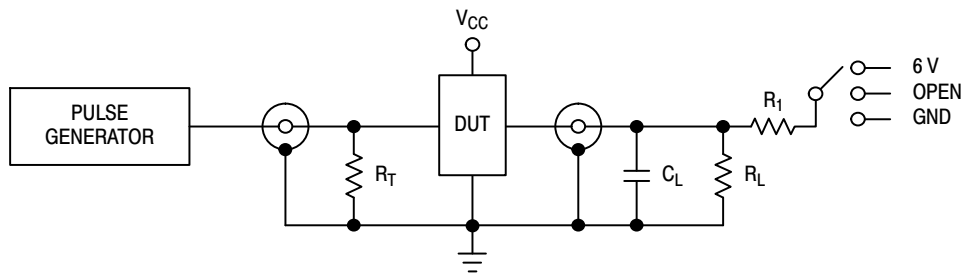 V_CC
PULSE
GENERATOR
R_T
DUT
C_L
R_L
R_1
6 V
OPEN
GND